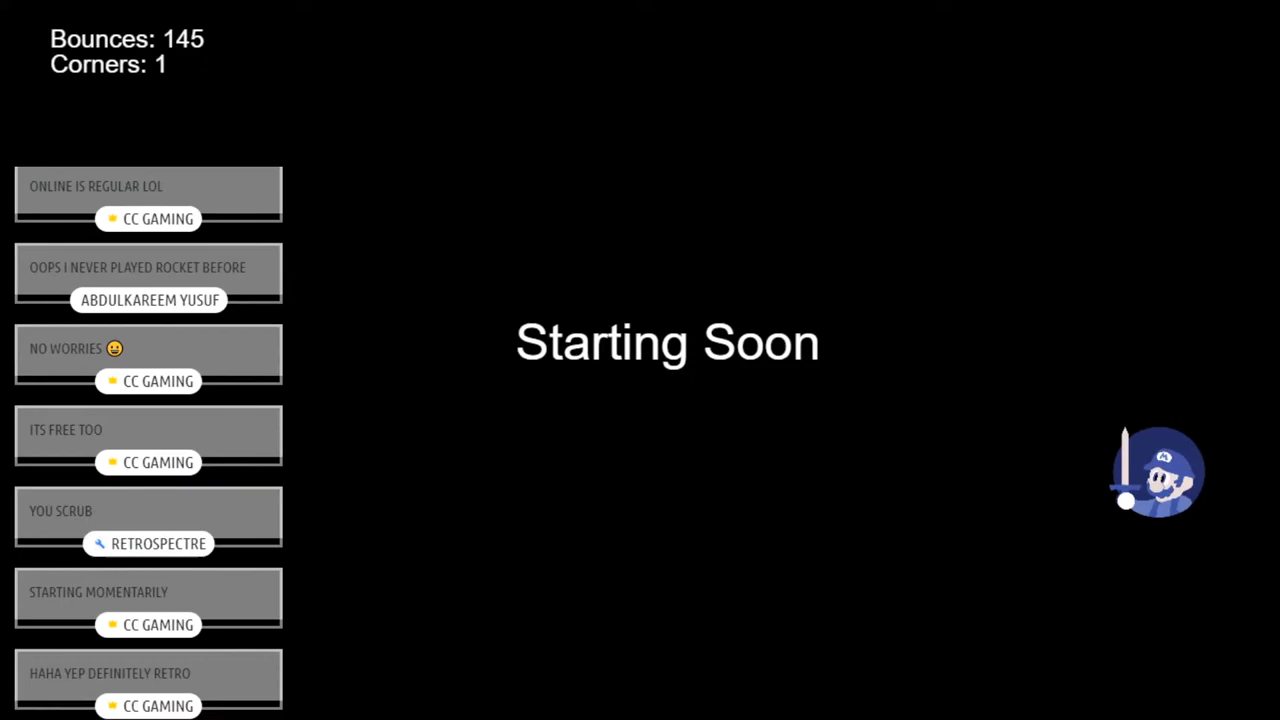 Bounces: 145
Corners: 1
ONLINE IS REGULAR LOL
CC GAMING
OOPS I NEVER PLAYED ROCKET BEFORE
ABDULKAREEM YUSUF
NO WORRIES 😀
CC GAMING
ITS FREE TOO
CC GAMING
YOU SCRUB
RETROSPECTRE
STARTING MOMENTARILY
CC GAMING
HAHA YEP DEFINITELY RETRO
CC GAMING
Starting Soon
M